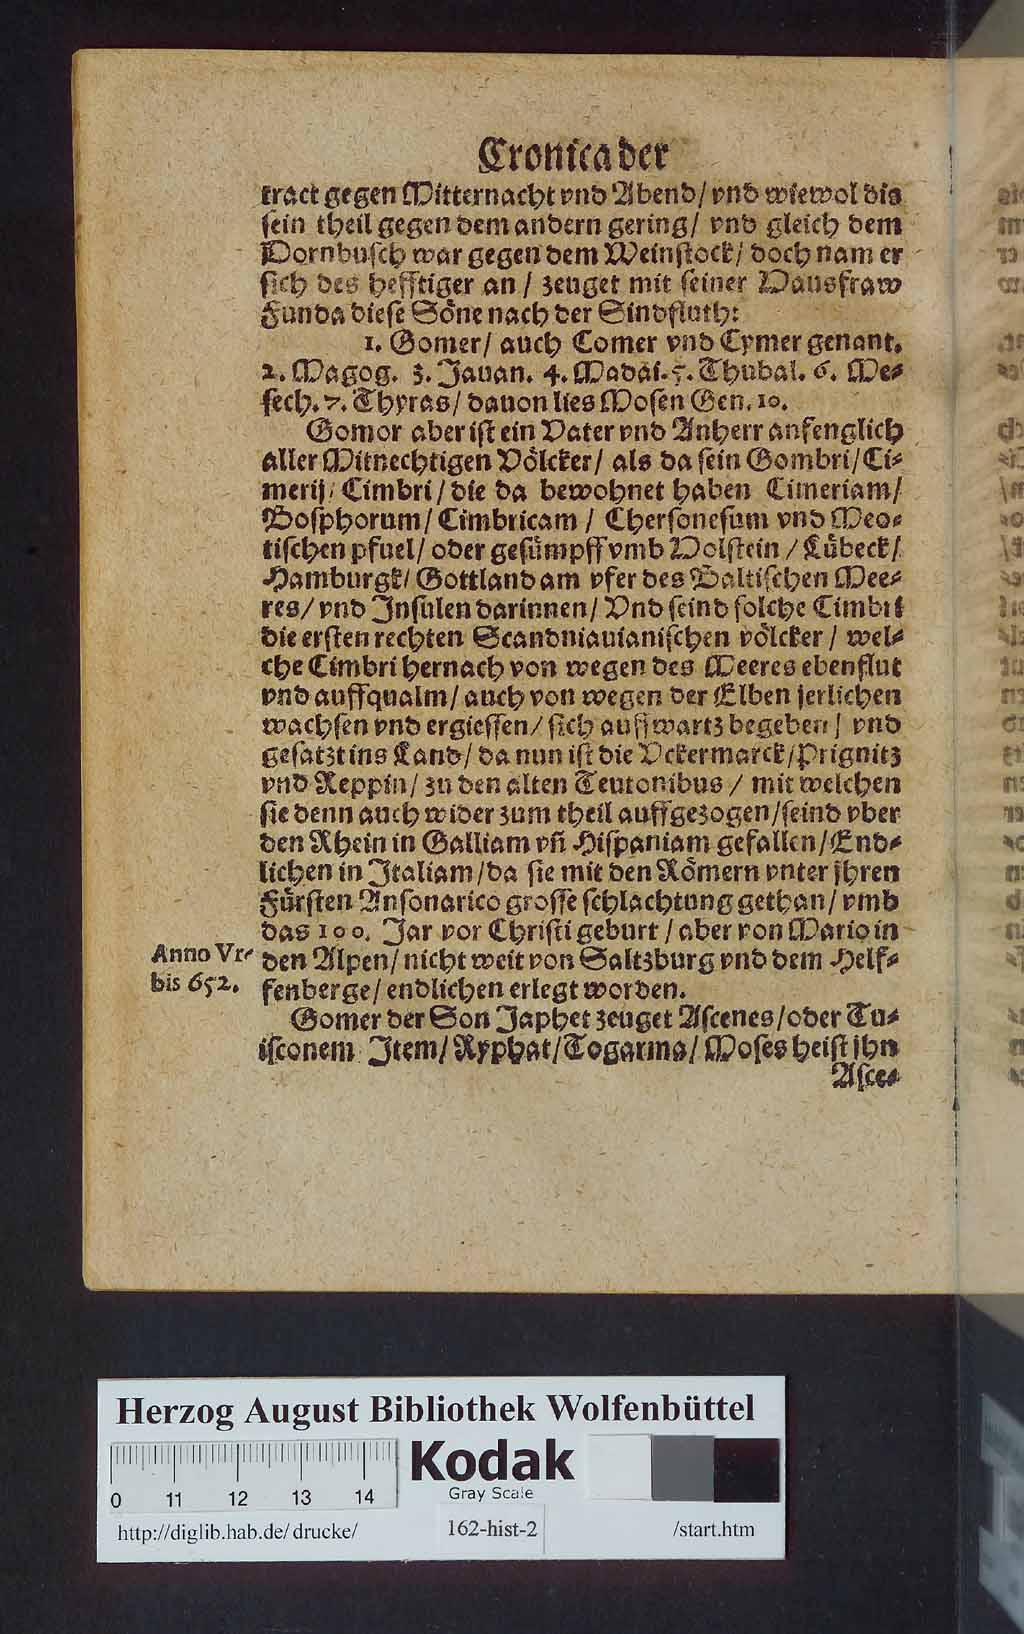 Cronica der
tract gegen Mitternacht vnd Abend/ vnd wiewol dis
sein theil gegen dem andern gering/ vnd gleich dem
Dornbusch war gegen dem Weinstock/ doch nam er
sich des hefftiger an/ zeuget mit seiner Hausfraw
Funda diese Söne nach der Sindfluth:
1. Gomer/ auch Comer vnd Cymer genant.
2. Magog. 3. Jauan. 4. Madai. 5. Thubal. 6. Me-
sech. 7. Thyras/ dauon lies Mosen Gen. 10.
Gomor aber ist ein Vater vnd Anherr anfenglich
aller Mitnechtigen Völcker/ als da sein Gombri/ Ci-
merij/ Cimbri/ die da bewohnet haben Cimeriam/
Bosphorum/ Cimbricam/ Chersonesum vnd Meo-
tischen pfuel/ oder gesümpff vmb Holstein/ Lübeck/
Hamburgk/ Gottland am vfer des Baltischen Mee-
res/ vnd Insulen darinnen/ Vnd seind solche Cimbri
die ersten rechten Scandniauianischen völcker/ wel-
che Cimbri hernach von wegen des Meeres ebenflut
vnd auffqualm/ auch von wegen der Elben jerlichen
wachsen vnd ergiessen/ sich auffwartz begeben/ vnd
gesatzt ins Land/ da nun ist die Vckermarck/ Prignitz
vnd Reppin/ zu den alten Teutonibus/ mit welchen
sie denn auch wider zum theil auffgezogen/ seind vber
den Rhein in Galliam vñ Hispaniam gefallen/ End-
lichen in Italiam/ da sie mit den Römern vnter jhren
Fürsten Ansonarico grosse schlachtung gethan/ vmb
das 100. Jar vor Christi geburt/ aber von Mario in
Anno Vr-
bis 652.
den Alpen/ nicht weit von Saltzburg vnd dem Helf-
fenberge/ endlichen erlegt worden.
Gomer der Son Japhet zeuget Ascenes/ oder Tu-
isconem Item/ Ryphat/ Togarma/ Moses heist jhn
Asce-
Herzog August Bibliothek Wolfenbüttel
Kodak
Gray Scale
0 11 12 13 14
http://diglib.hab.de/drucke/ 162-hist-2 /start.htm